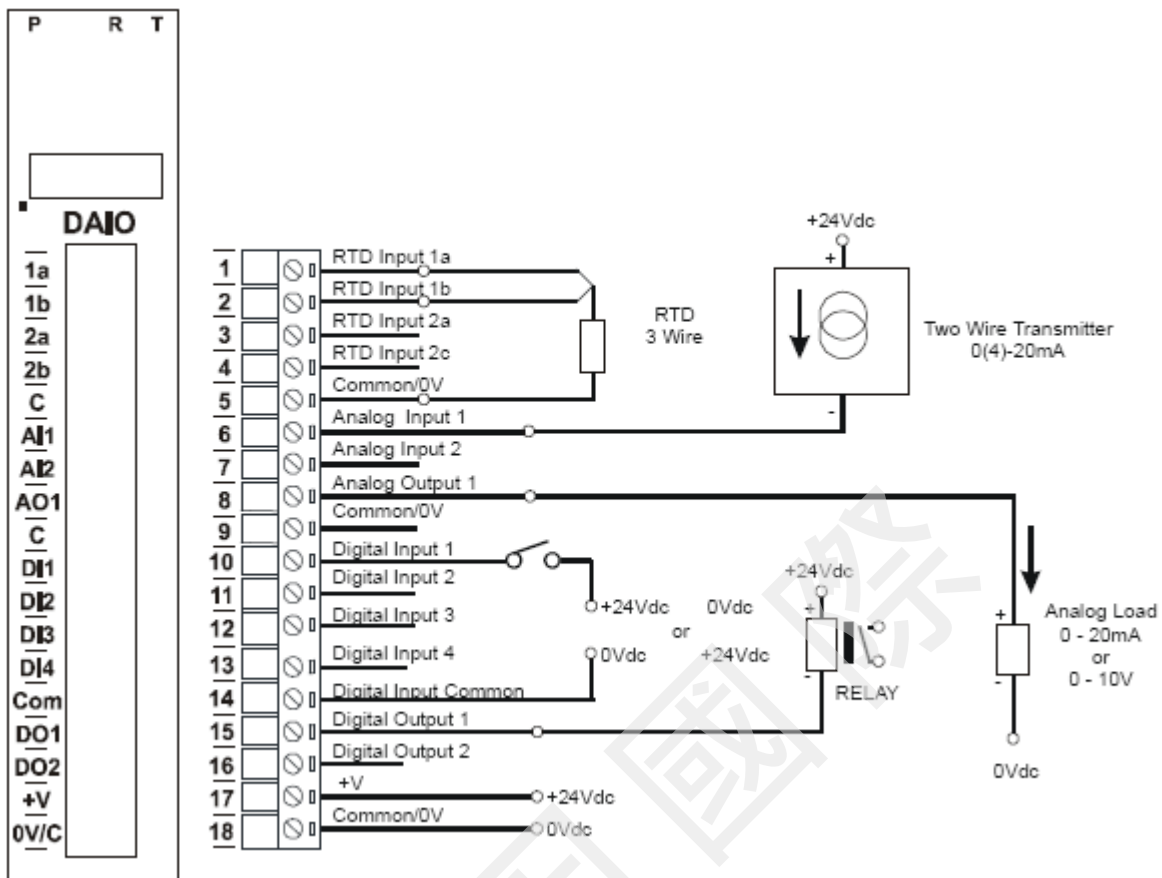 P R T
DAIO
1a
1b
2a
2b
C
AI1
AI2
AO1
C
DI1
DI2
DI3
DI4
Com
DO1
DO2
+V
0V/C
1 RTD Input 1a
2 RTD Input 1b
3 RTD Input 2a
4 RTD Input 2c
5 Common/0V
6 Analog Input 1
7 Analog Input 2
8 Analog Output 1
9 Common/0V
10 Digital Input 1
11 Digital Input 2
12 Digital Input 3
13 Digital Input 4
14 Digital Input Common
15 Digital Output 1
16 Digital Output 2
17 +V
18 Common/0V
RTD
3 Wire
+24Vdc
+
-
Two Wire Transmitter
0(4)-20mA
+24Vdc 0Vdc
or
0Vdc +24Vdc
+24Vdc
+
-
RELAY
+
-
Analog Load
0 - 20mA
or
0 - 10V
0Vdc
+24Vdc
0Vdc
國際